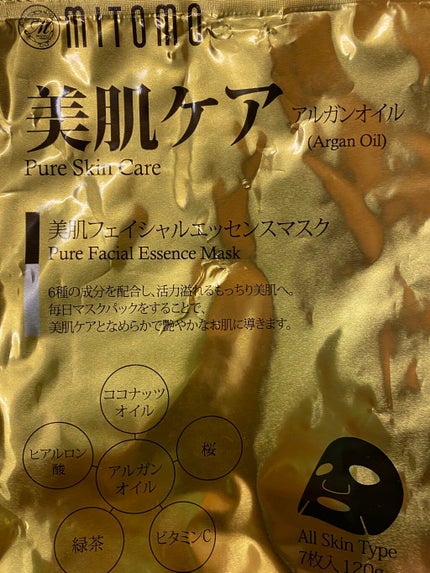 MITOMO
美肌ケア
アルガンオイル
(Argan Oil)
Pure Skin Care
美肌フェイシャルエッセンスマスク
Pure Facial Essence Mask
6種の成分を配合し、活力溢れるもっちり美肌へ。
毎日マスクパックをすることで、
美肌ケアとなめらかで艶やかなお肌に導きます。
ココナッツ
オイル
ヒアルロン
酸
桜
アルガン
オイル
緑茶
ビタミンC
All Skin Type
7枚入 120g